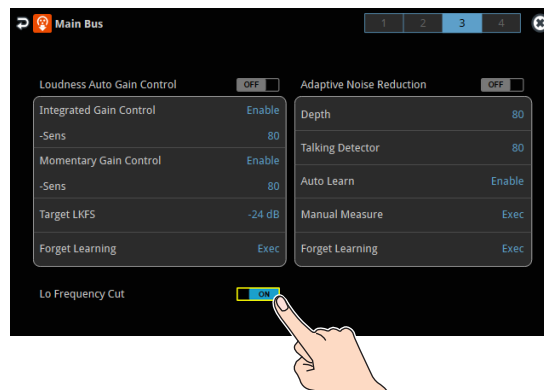 Main Bus
1 2 3 4
Loudness Auto Gain Control OFF
Integrated Gain Control Enable
-Sens 80
Momentary Gain Control Enable
-Sens 80
Target LKFS -24 dB
Forget Learning Exec
Adaptive Noise Reduction OFF
Depth 80
Talking Detector 80
Auto Learn Enable
Manual Measure Exec
Forget Learning Exec
Lo Frequency Cut ON